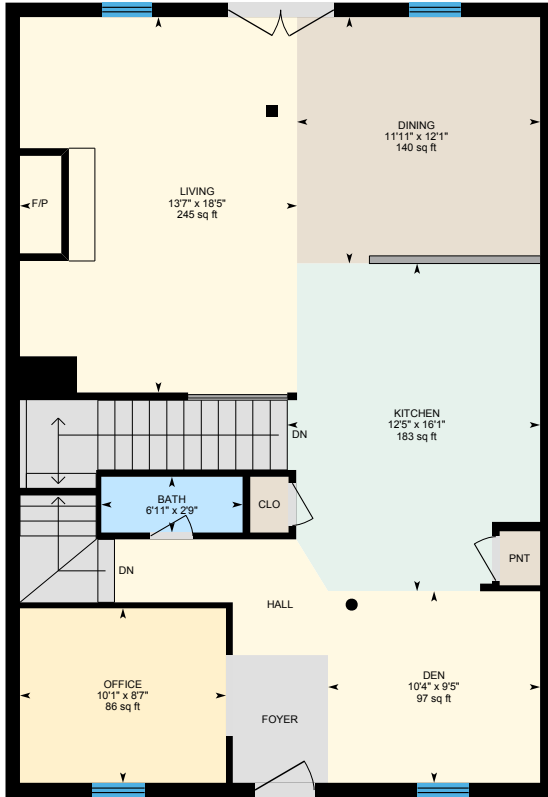 DINING
11'11" x 12'1"
140 sq ft
LIVING
13'7" x 18'5"
245 sq ft
F/P
KITCHEN
12'5" x 16'1"
183 sq ft
DN
BATH
6'11" x 2'9"
CLO
PNT
DN
HALL
OFFICE
10'1" x 8'7"
86 sq ft
DEN
10'4" x 9'5"
97 sq ft
FOYER